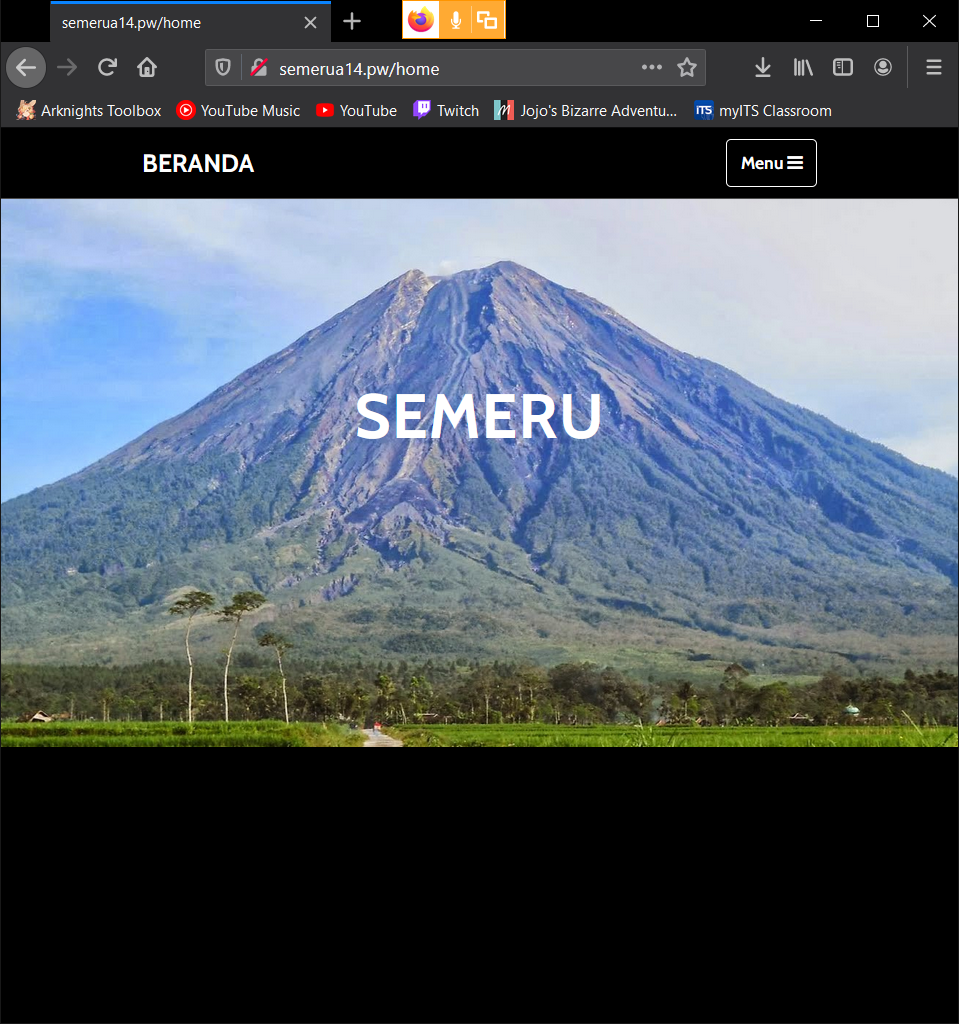 semerua14.pw/home
semerua14.pw/home
Arknights Toolbox YouTube Music YouTube Twitch Jojo's Bizarre Adventu... ITS myITS Classroom
BERANDA Menu
SEMERU